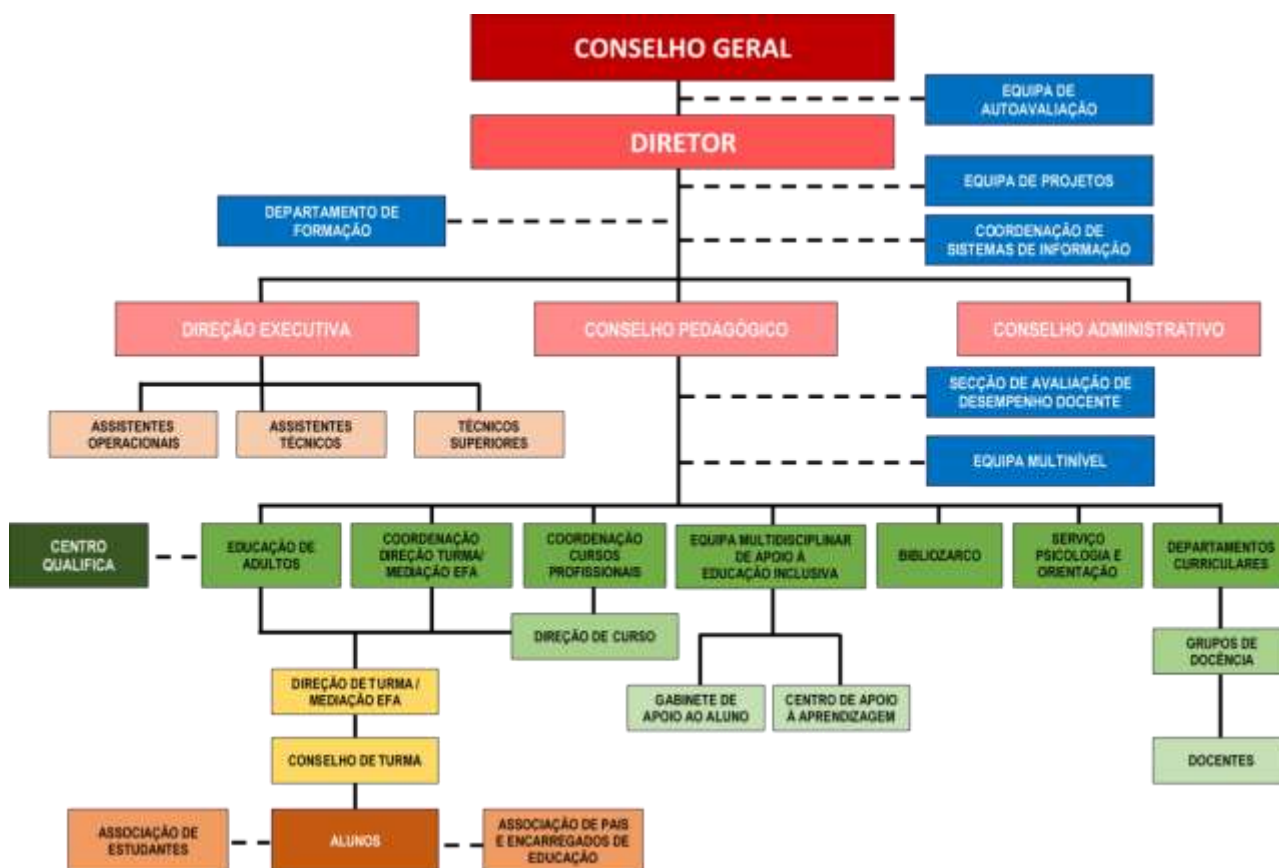 CONSELHO GERAL
EQUIPA DE
AUTOAVALIAÇÃO
DIRETOR
EQUIPA DE PROJETOS
DEPARTAMENTO DE
FORMAÇÃO
COORDENAÇÃO DE
SISTEMAS DE INFORMAÇÃO
DIREÇÃO EXECUTIVA
CONSELHO PEDAGÓGICO
CONSELHO ADMINISTRATIVO
SECÇÃO DE AVALIAÇÃO DE
DESEMPENHO DOCENTE
ASSISTENTES
OPERACIONAIS
ASSISTENTES
TÉCNICOS
TÉCNICOS
SUPERIORES
EQUIPA MULTINÍVEL
CENTRO
QUALIFICA
EDUCAÇÃO DE
ADULTOS
COORDENAÇÃO
DIREÇÃO TURMA/
MEDIAÇÃO EFA
COORDENAÇÃO
CURSOS
PROFISSIONAIS
EQUIPA MULTIDISCIPLINAR
DE APOIO À
EDUCAÇÃO INCLUSIVA
BIBLIOZARCO
SERVIÇO
PSICOLOGIA E
ORIENTAÇÃO
DEPARTAMENTOS
CURRICULARES
DIREÇÃO DE CURSO
GRUPOS DE
DOCÊNCIA
DIREÇÃO DE TURMA /
MEDIAÇÃO EFA
GABINETE DE
APOIO AO ALUNO
CENTRO DE APOIO
À APRENDIZAGEM
CONSELHO DE TURMA
DOCENTES
ASSOCIAÇÃO DE
ESTUDANTES
ALUNOS
ASSOCIAÇÃO DE PAIS
E ENCARREGADOS DE
EDUCAÇÃO